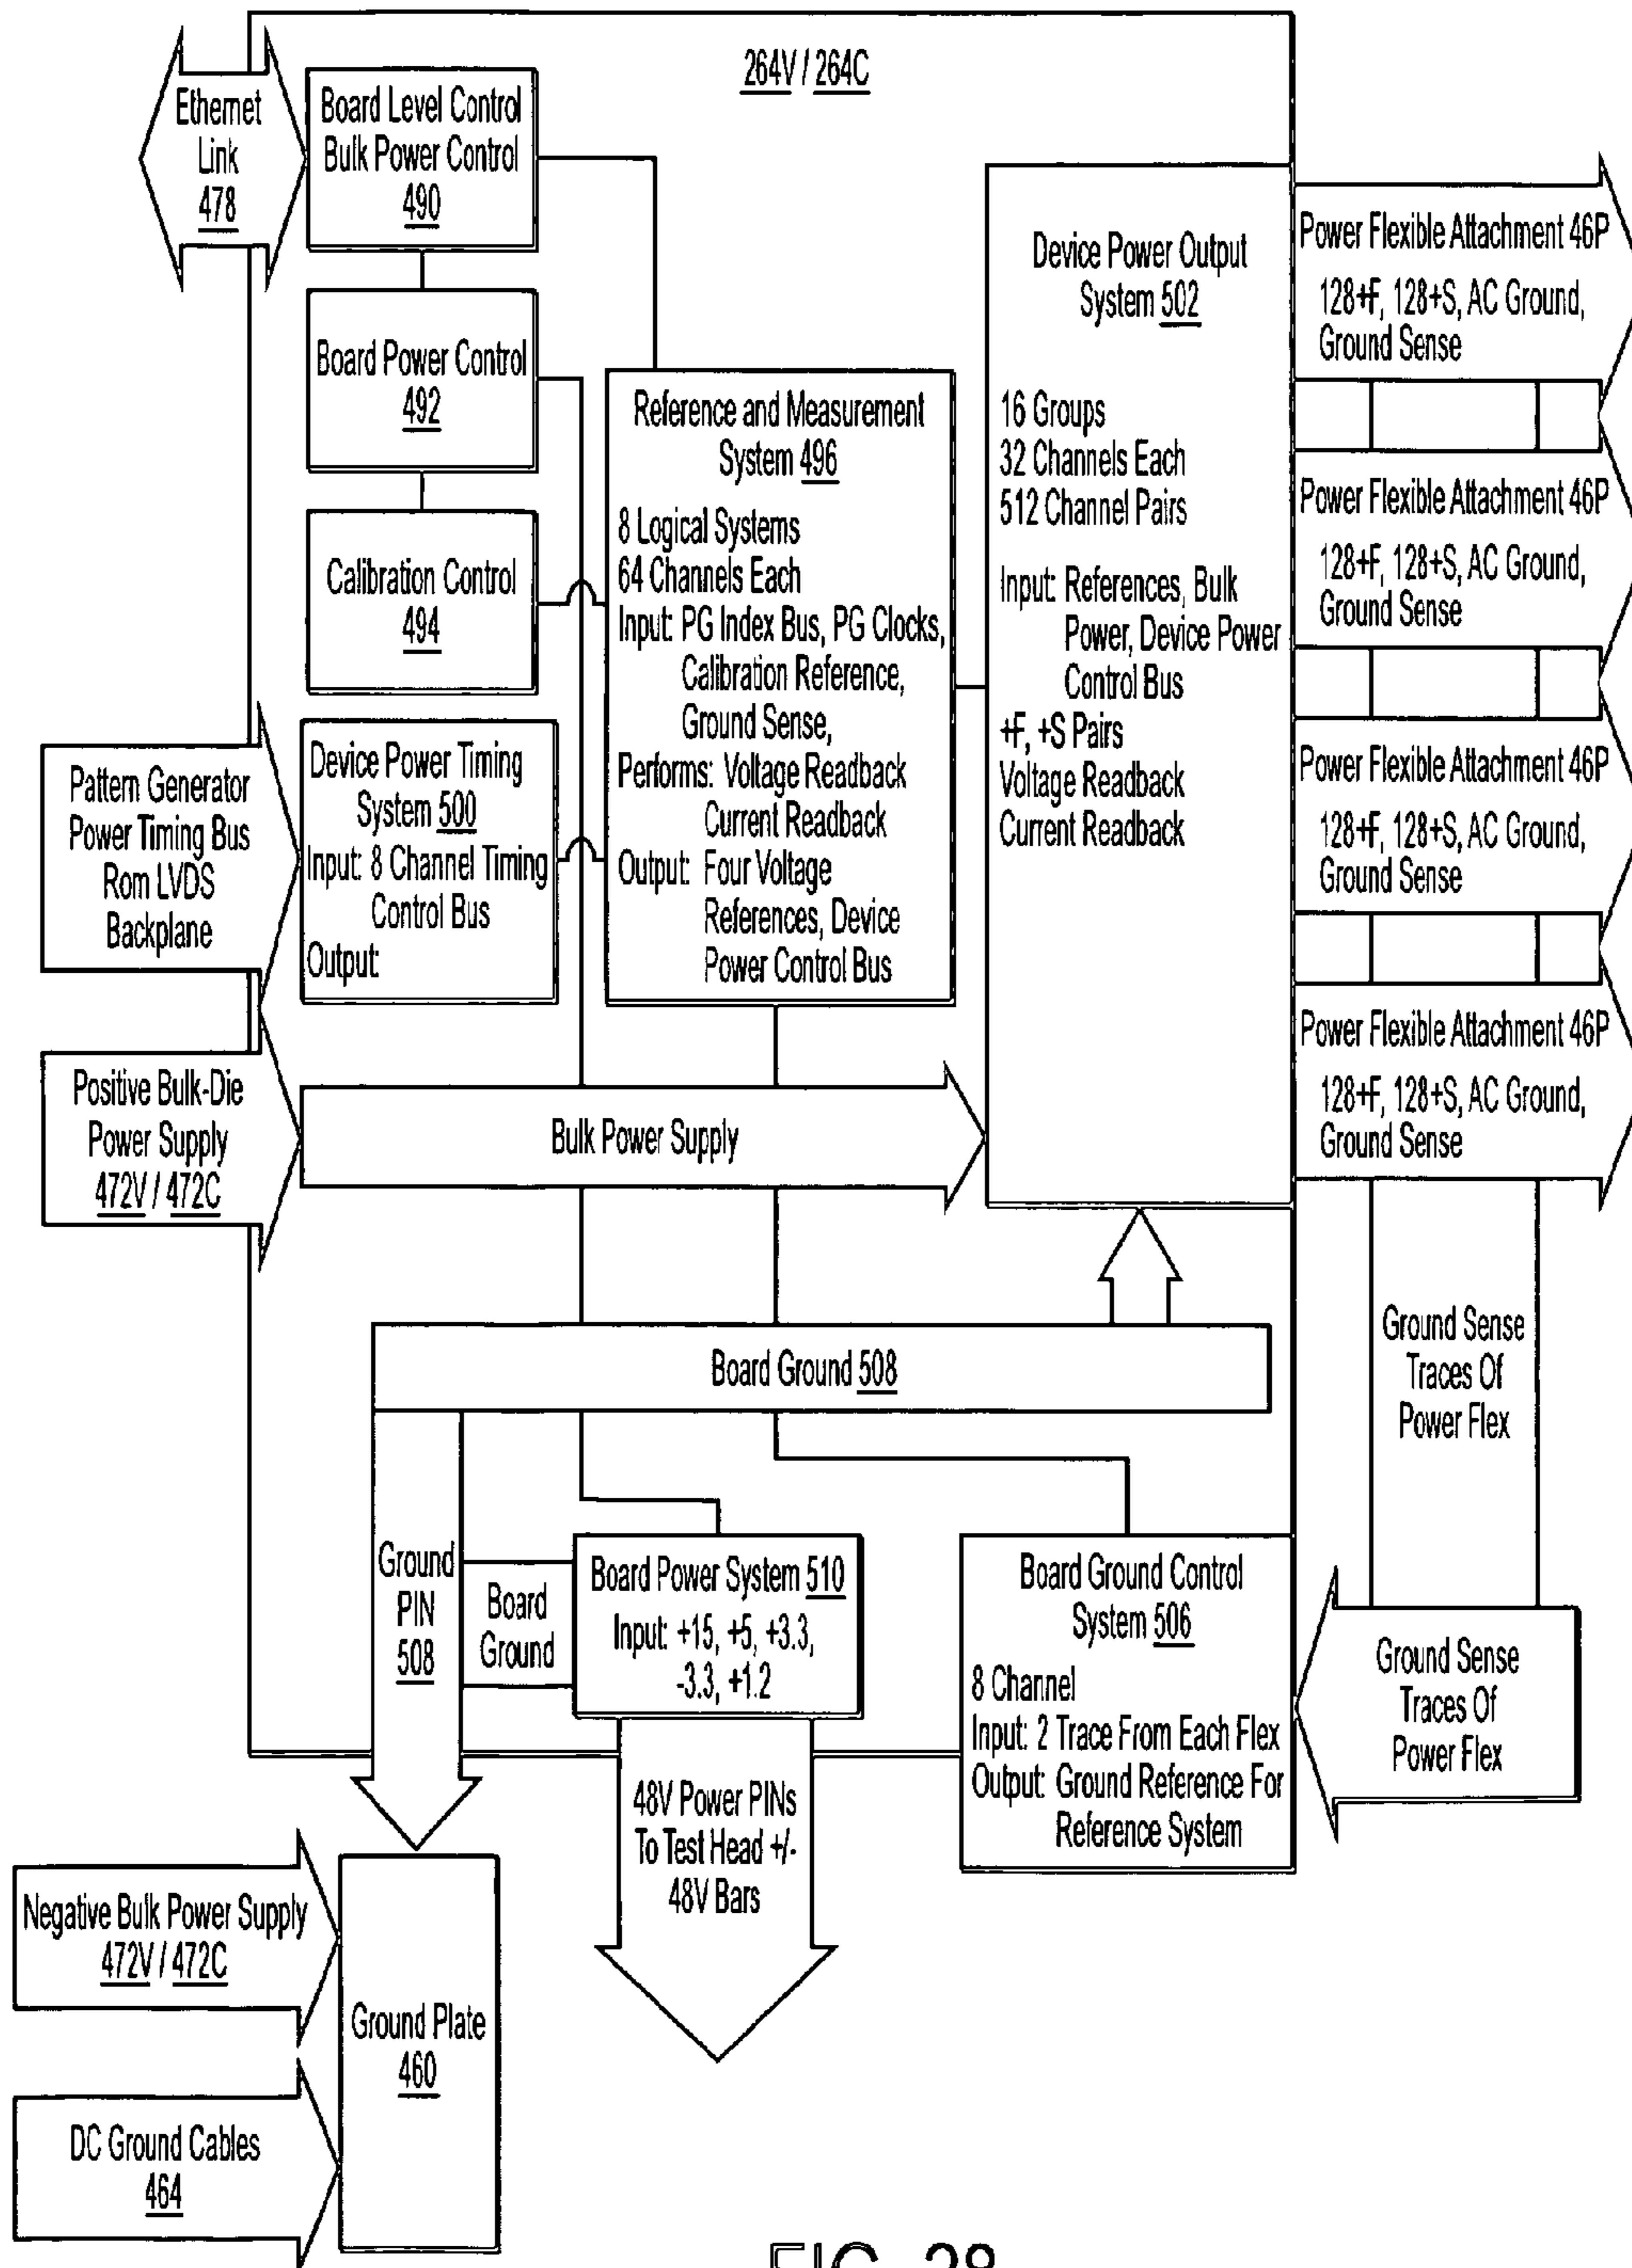 264V / 264C
Ethernet
Link
478
Board Level Control
Bulk Power Control
490
Board Power Control
492
Calibration Control
494
Pattern Generator
Power Timing Bus
Rom LVDS
Backplane
Device Power Timing
System 500
Input: 8 Channel Timing
Control Bus
Output:
Reference and Measurement
System 496
8 Logical Systems
64 Channels Each
Input: PG Index Bus, PG Clocks,
Calibration Reference,
Ground Sense,
Performs: Voltage Readback
Current Readback
Output: Four Voltage
References, Device
Power Control Bus
Device Power Output
System 502
16 Groups
32 Channels Each
512 Channel Pairs
Input: References, Bulk
Power, Device Power
Control Bus
+F, +S Pairs
Voltage Readback
Current Readback
Power Flexible Attachment 46P
128+F, 128+S, AC Ground,
Ground Sense
Power Flexible Attachment 46P
128+F, 128+S, AC Ground,
Ground Sense
Power Flexible Attachment 46P
128+F, 128+S, AC Ground,
Ground Sense
Power Flexible Attachment 46P
128+F, 128+S, AC Ground,
Ground Sense
Positive Bulk-Die
Power Supply
472V / 472C
Bulk Power Supply
Board Ground 508
Ground Sense
Traces Of
Power Flex
Ground
PIN
508
Board
Ground
Board Power System 510
Input: +15, +5, +3.3,
-3.3, +1.2
Board Ground Control
System 506
8 Channel
Input: 2 Trace From Each Flex
Output: Ground Reference For
Reference System
Ground Sense
Traces Of
Power Flex
48V Power PINs
To Test Head +/-
48V Bars
Negative Bulk Power Supply
472V / 472C
Ground Plate
460
DC Ground Cables
464
FIG. 28